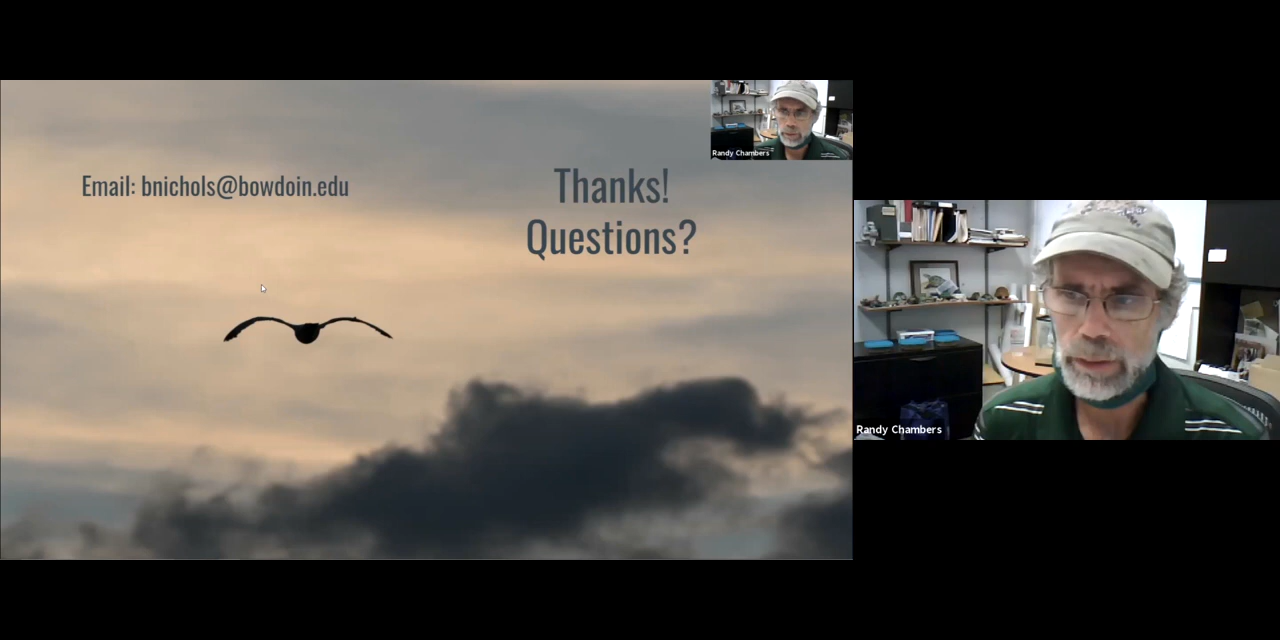 Randy Chambers
Email: bnichols@bowdoin.edu
Thanks!
Questions?
Randy Chambers